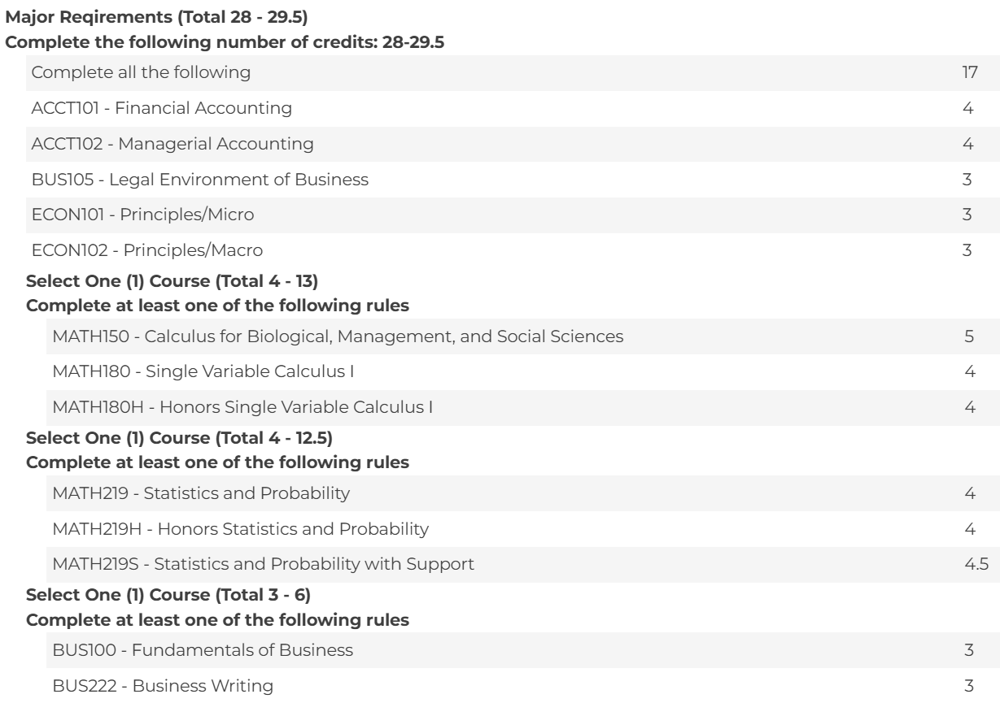 Major Reqirements (Total 28 - 29.5)
Complete the following number of credits: 28-29.5
Complete all the following 17
ACCT101 - Financial Accounting 4
ACCT102 - Managerial Accounting 4
BUS105 - Legal Environment of Business 3
ECON101 - Principles/Micro 3
ECON102 - Principles/Macro 3
Select One (1) Course (Total 4 - 13)
Complete at least one of the following rules
MATH150 - Calculus for Biological, Management, and Social Sciences 5
MATH180 - Single Variable Calculus I 4
MATH180H - Honors Single Variable Calculus I 4
Select One (1) Course (Total 4 - 12.5)
Complete at least one of the following rules
MATH219 - Statistics and Probability 4
MATH219H - Honors Statistics and Probability 4
MATH219S - Statistics and Probability with Support 4.5
Select One (1) Course (Total 3 - 6)
Complete at least one of the following rules
BUS100 - Fundamentals of Business 3
BUS222 - Business Writing 3